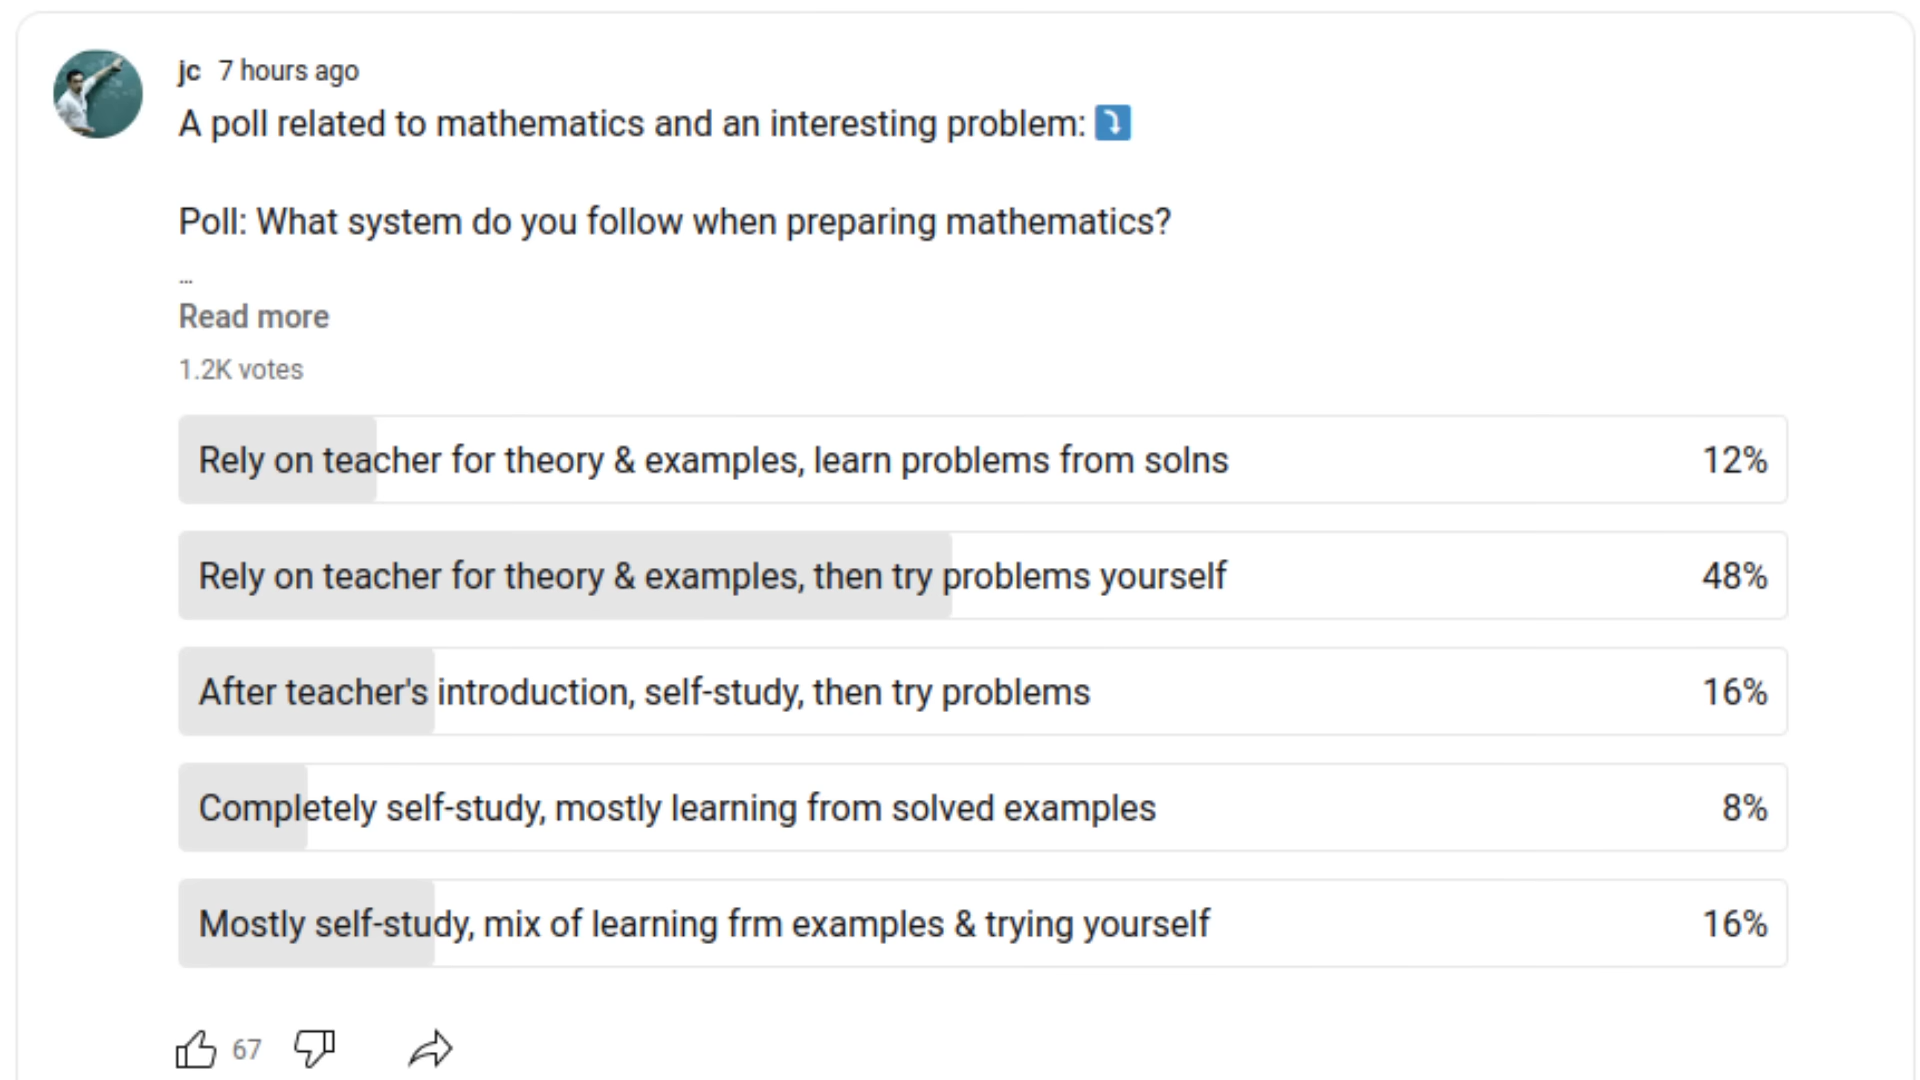 jc 7 hours ago
A poll related to mathematics and an interesting problem: ⤵️
Poll: What system do you follow when preparing mathematics?
...
Read more
1.2K votes
Rely on teacher for theory & examples, learn problems from solns 12%
Rely on teacher for theory & examples, then try problems yourself 48%
After teacher's introduction, self-study, then try problems 16%
Completely self-study, mostly learning from solved examples 8%
Mostly self-study, mix of learning frm examples & trying yourself 16%
67